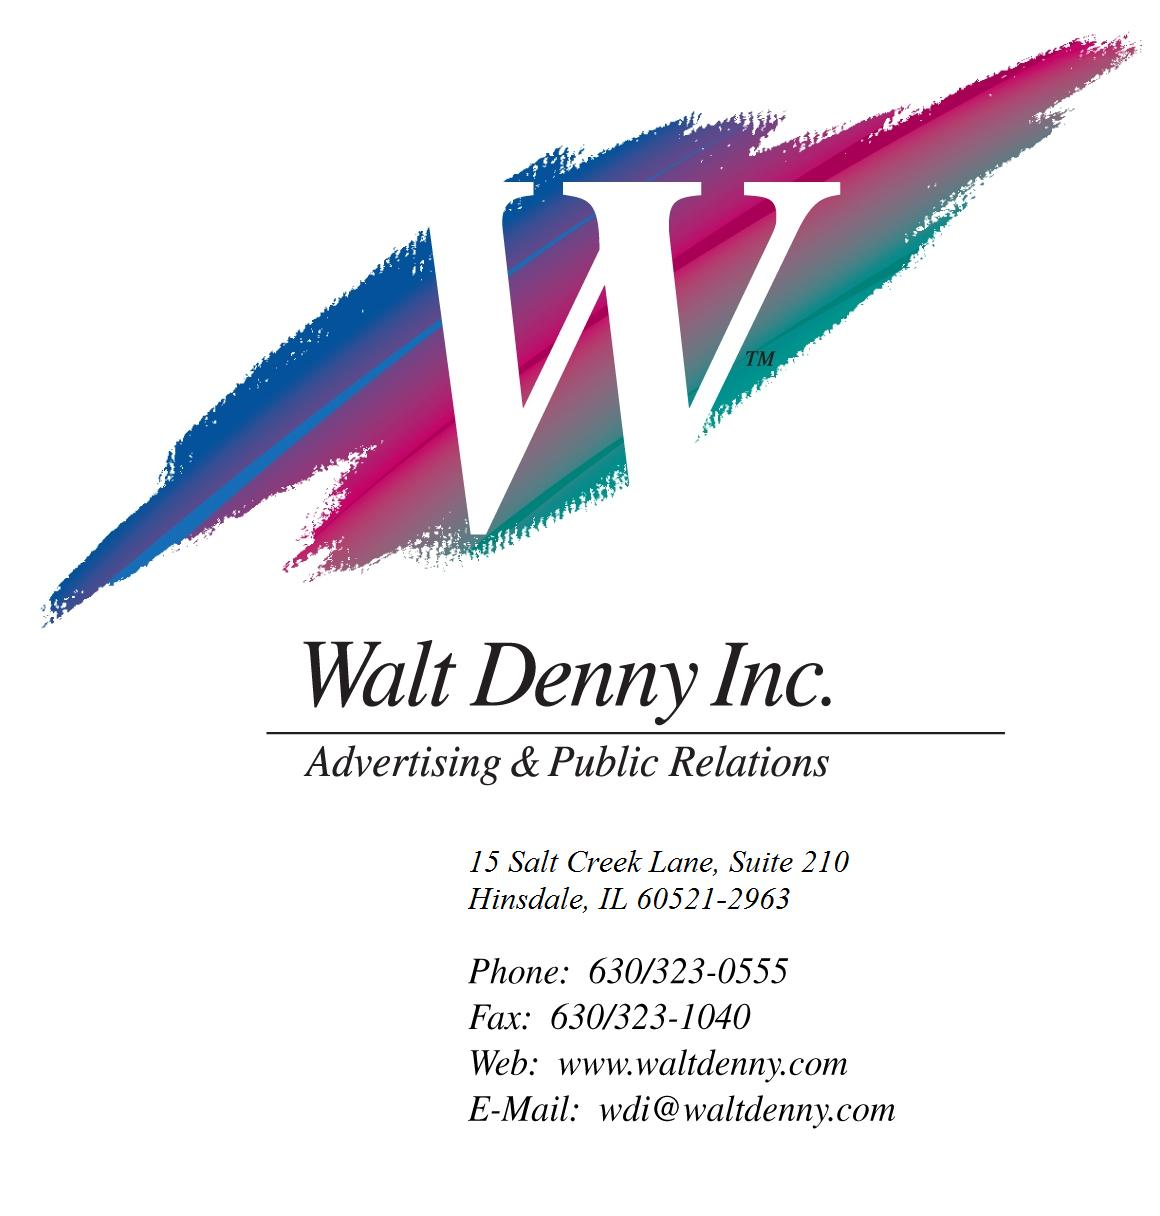 W
TM
Walt Denny Inc.
Advertising & Public Relations
15 Salt Creek Lane, Suite 210
Hinsdale, IL 60521-2963
Phone: 630/323-0555
Fax: 630/323-1040
Web: www.waltdenny.com
E-Mail: wdi@waltdenny.com